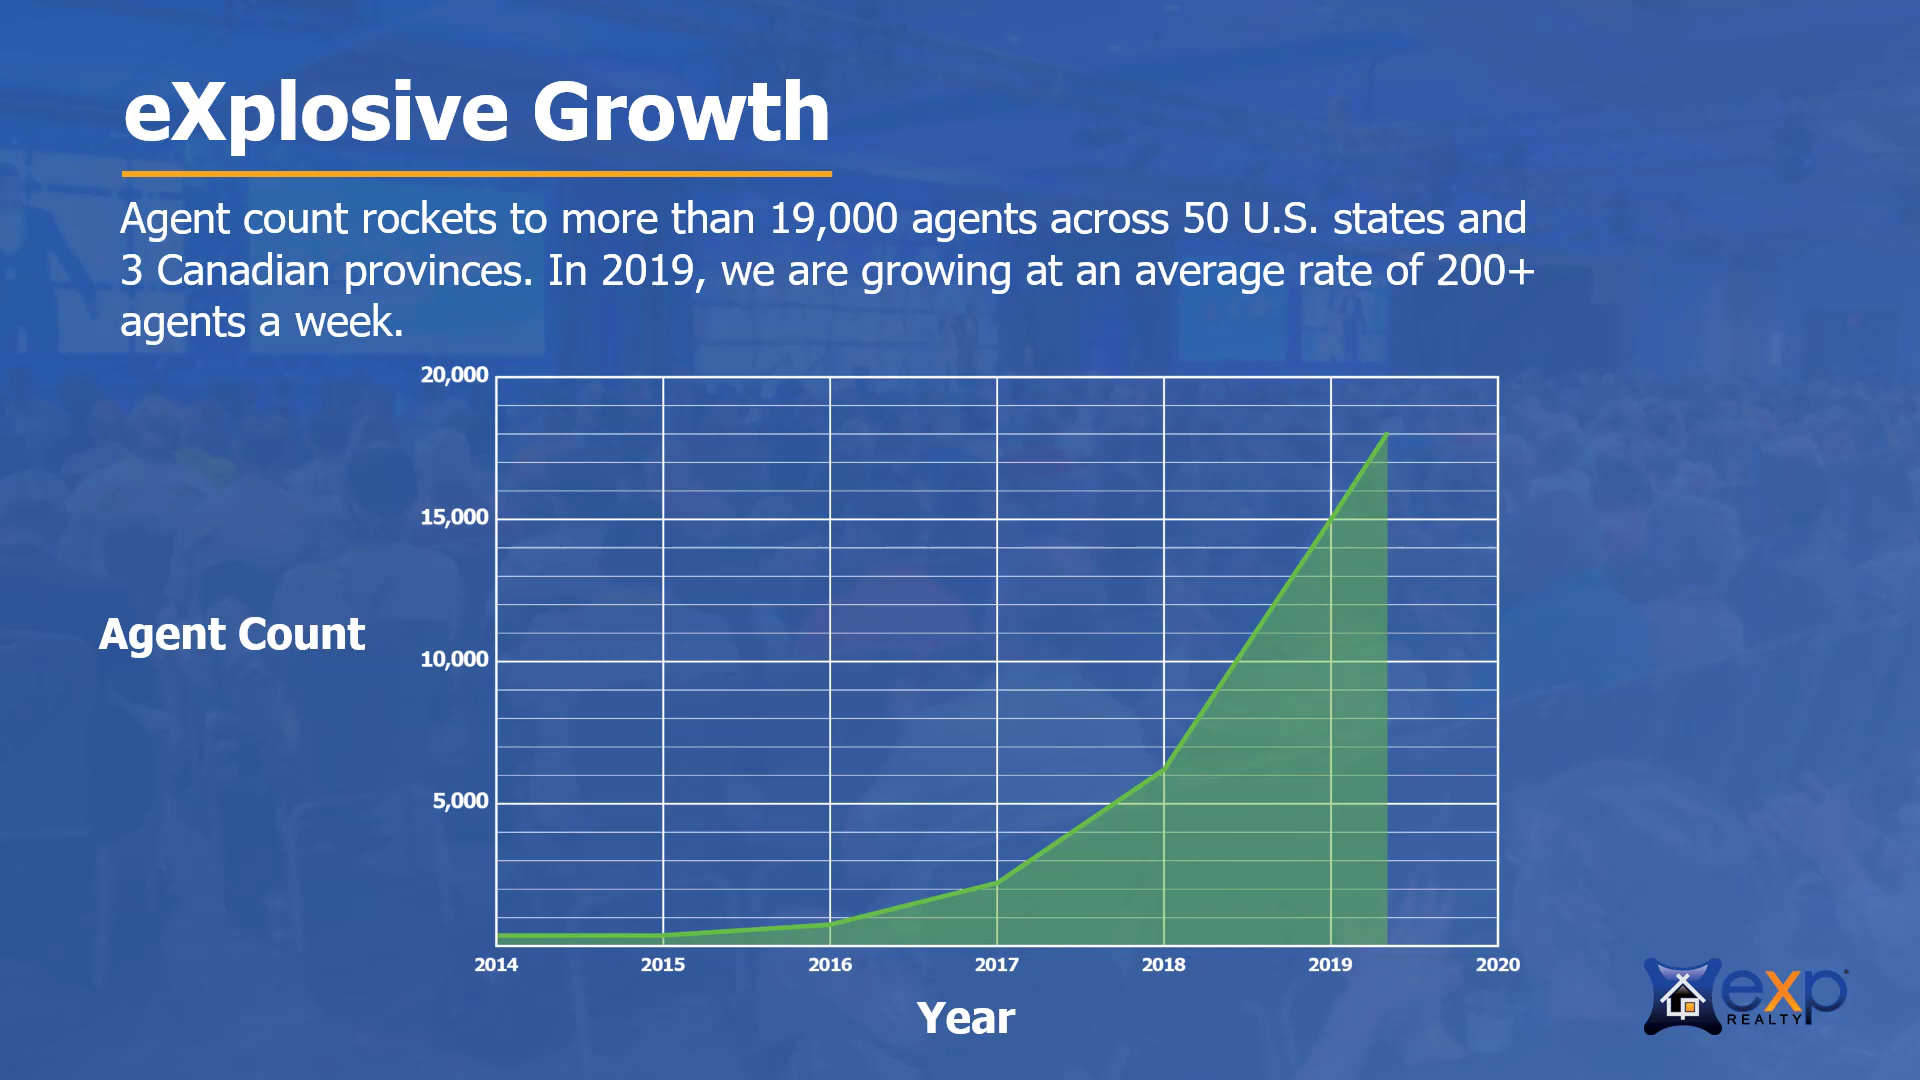 eXplosive Growth
Agent count rockets to more than 19,000 agents across 50 U.S. states and
3 Canadian provinces. In 2019, we are growing at an average rate of 200+
agents a week.
20,000
15,000
Agent Count
10,000
5,000
2014 2015 2016 2017 2018 2019 2020
Year
exp
REALTY